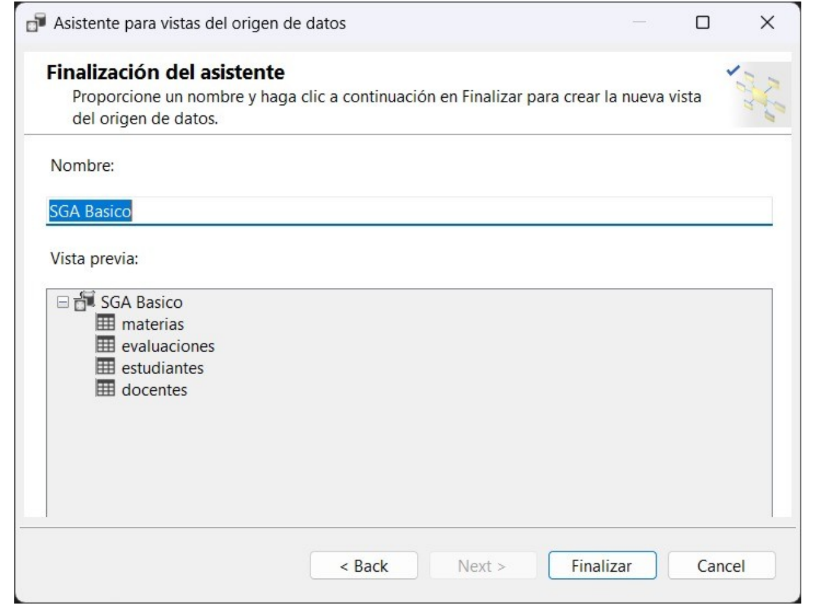 Asistente para vistas del origen de datos
Finalización del asistente
Proporcione un nombre y haga clic a continuación en Finalizar para crear la nueva vista
del origen de datos.
Nombre:
SGA Basico
Vista previa:
SGA Basico
materias
evaluaciones
estudiantes
docentes
< Back Next > Finalizar Cancel